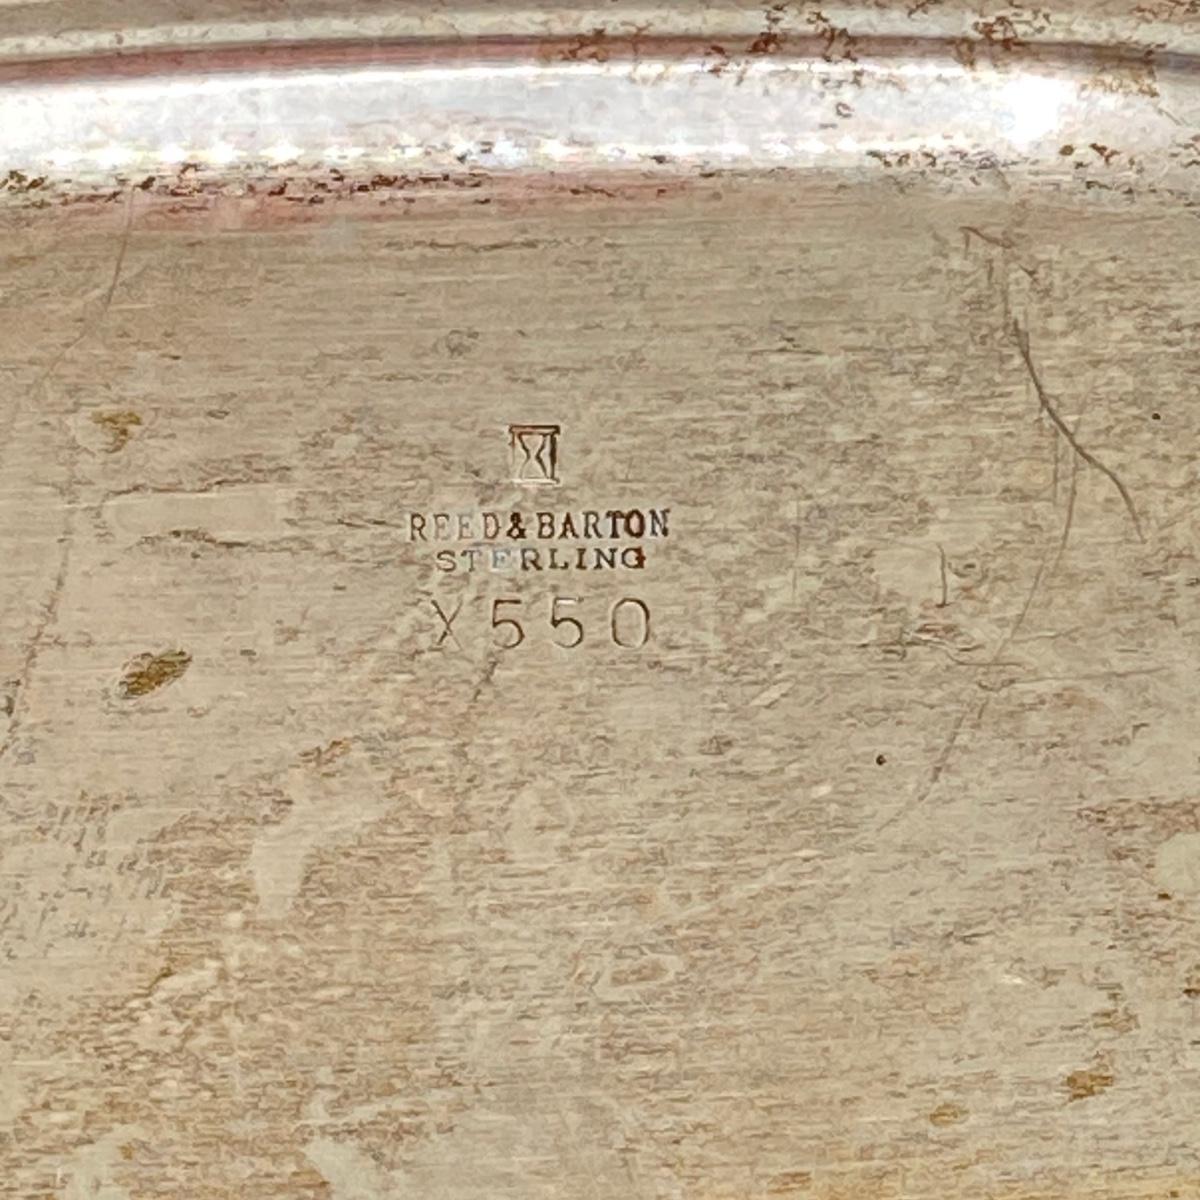 REED & BARTON
STERLING
X550